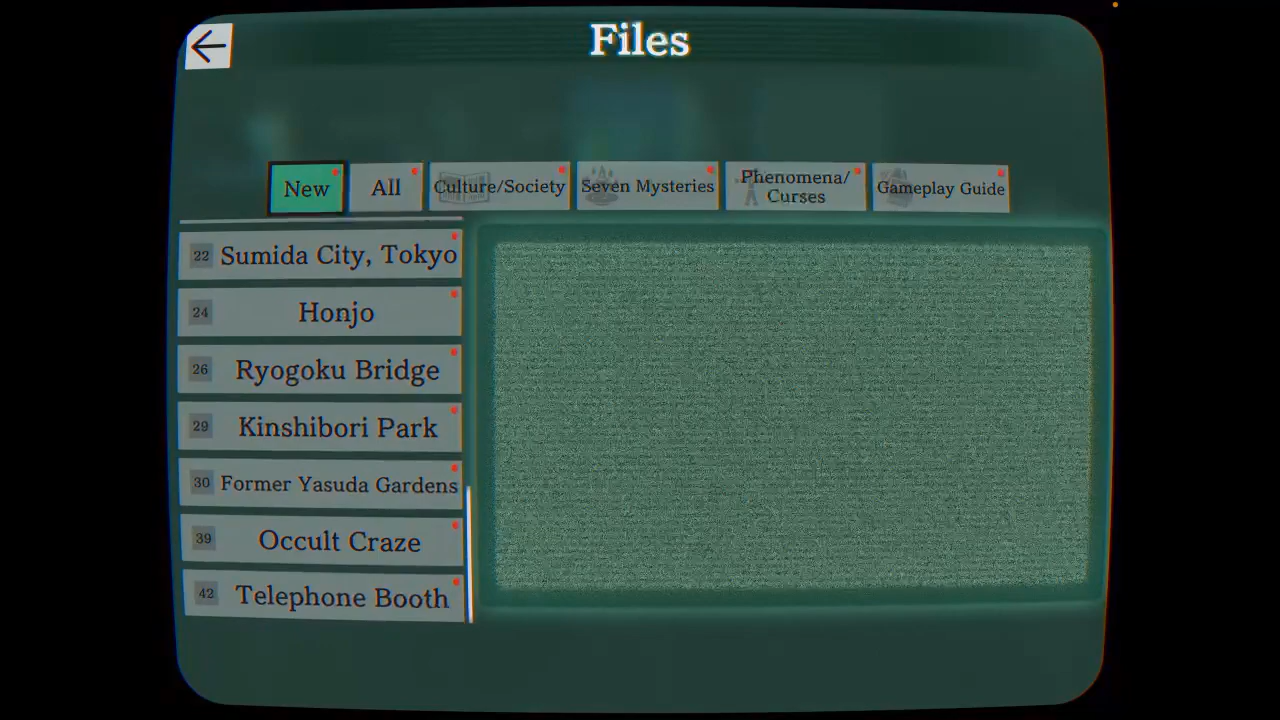 Files
New
All
Culture/Society
Seven Mysteries
Phenomena/
Curses
Gameplay Guide
22 Sumida City, Tokyo
24 Honjo
26 Ryogoku Bridge
29 Kinshibori Park
30 Former Yasuda Gardens
39 Occult Craze
42 Telephone Booth